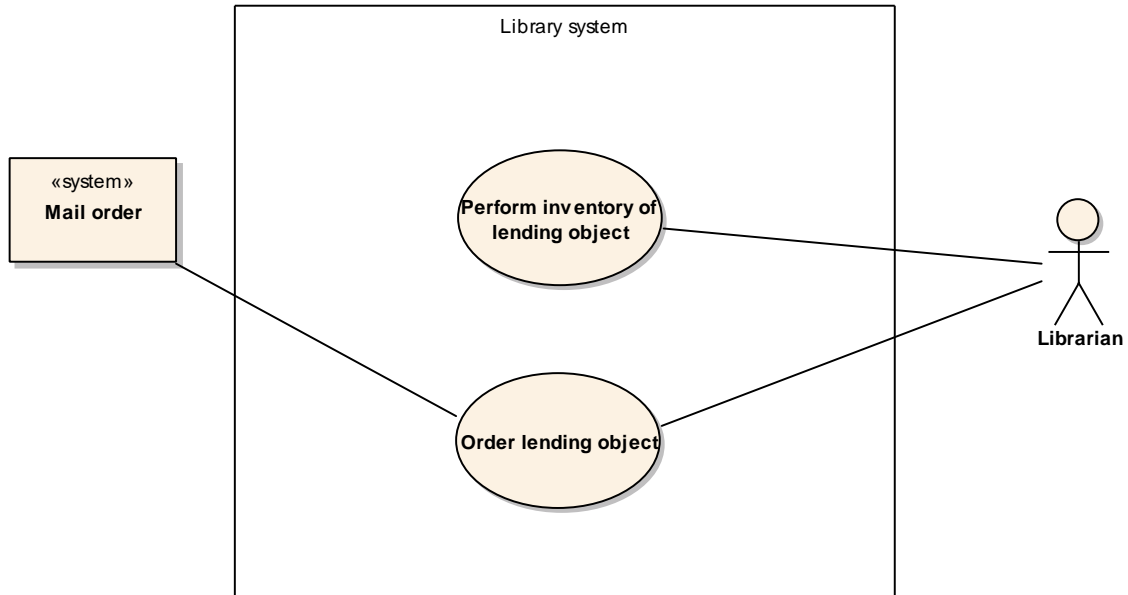 Library system
«system»
Mail order
Perform inventory of
lending object
Librarian
Order lending object